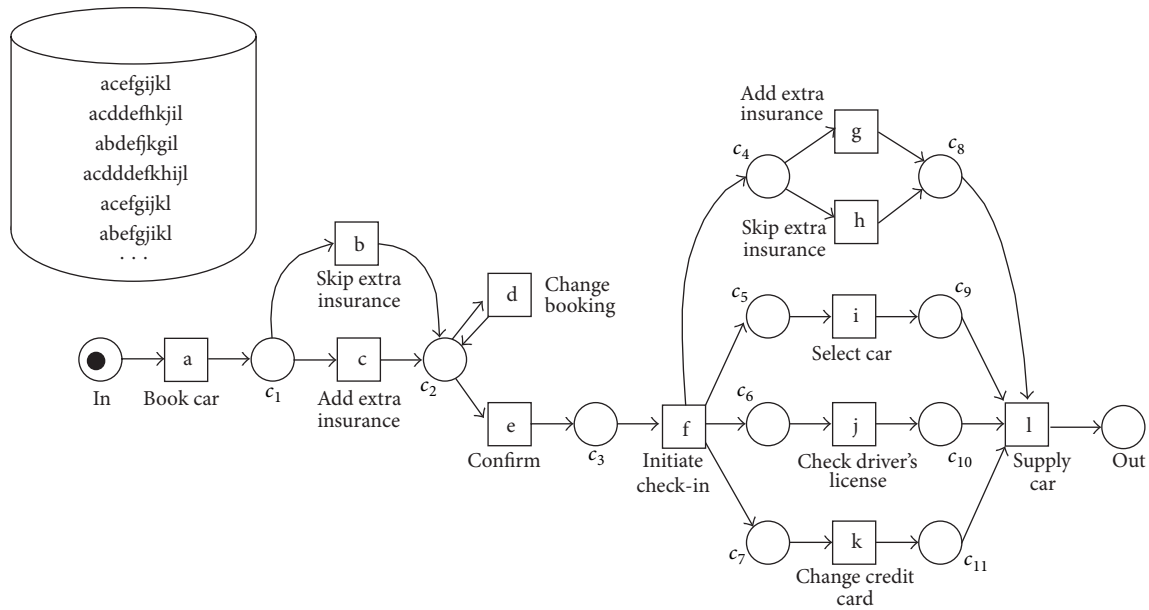 acefgijkl
acddefhkjil
abdefjkgil
acdddefkhijl
acefgijkl
abefgjikl
. . .
In
a
Book car
c1
b
Skip extra
insurance
c
Add extra
insurance
c2
d
Change
booking
e
Confirm
c3
f
Initiate
check-in
c4
Add extra
insurance
g
Skip extra
insurance
h
c8
c5
i
Select car
c9
c6
j
Check driver's
license
c10
c7
k
Change credit
card
c11
l
Supply
car
Out